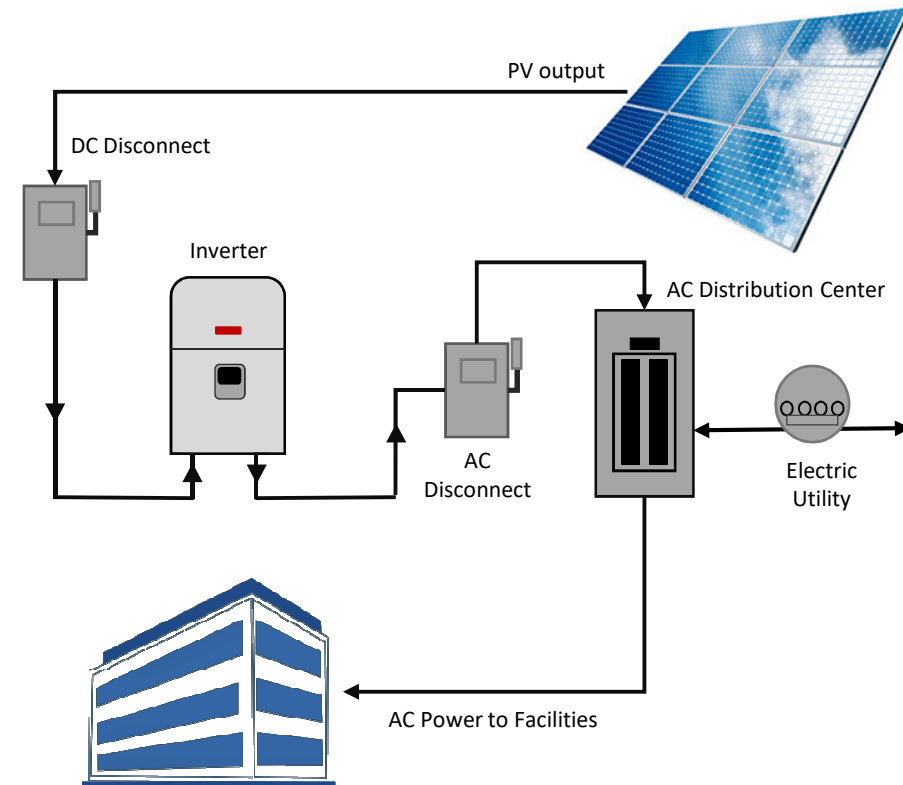 PV output
DC Disconnect
Inverter
AC Distribution Center
AC
Disconnect
Electric
Utility
AC Power to Facilities